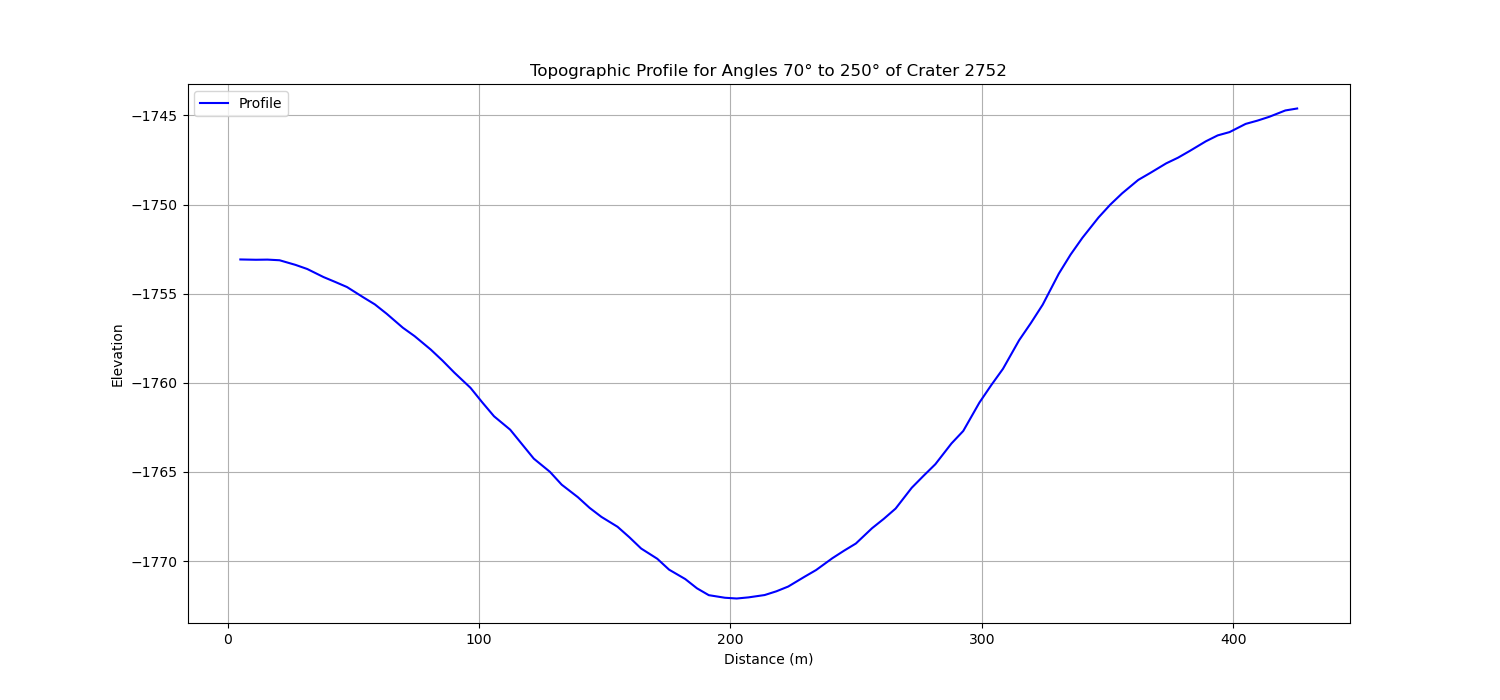 Topographic Profile for Angles 70° to 250° of Crater 2752
Profile
−1745
−1750
−1755
−1760
−1765
−1770
Elevation
0 100 200 300 400
Distance (m)